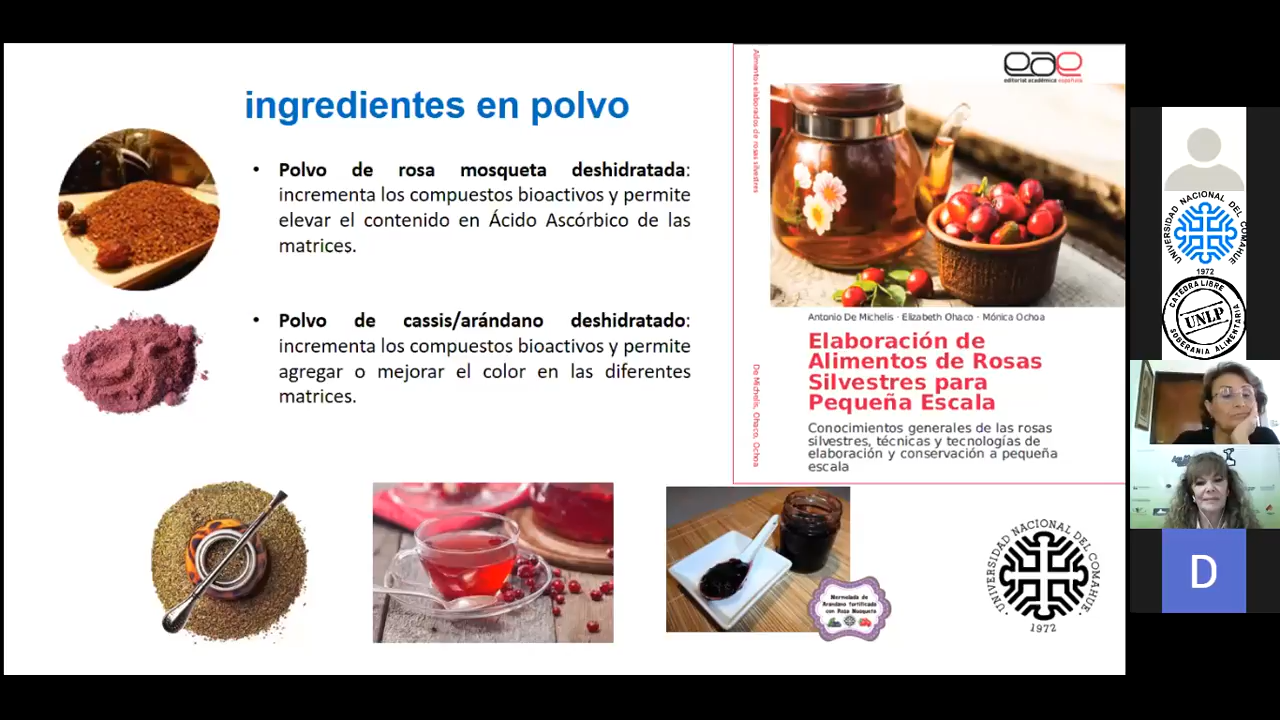 ingredientes en polvo
• Polvo de rosa mosqueta deshidratada:
incrementa los compuestos bioactivos y permite
elevar el contenido en Ácido Ascórbico de las
matrices.
• Polvo de cassis/arándano deshidratado:
incrementa los compuestos bioactivos y permite
agregar o mejorar el color en las diferentes
matrices.
Alimentos elaborados de rosas silvestres
De Michelis, Ohaco, Ochoa
eae
editorial académica española
Antonio De Michelis · Elizabeth Ohaco · Mónica Ochoa
Elaboración de
Alimentos de Rosas
Silvestres para
Pequeña Escala
Conocimientos generales de las rosas
silvestres, técnicas y tecnologías de
elaboración y conservación a pequeña
escala
Mermelada de
Arándano fortificada
con Rosa Mosqueta
UNIVERSIDAD NACIONAL DEL COMAHUE
1972
UNIVERSIDAD NACIONAL DEL COMAHUE
1972
CATEDRA LIBRE
UNLP
SOBERANIA ALIMENTARIA
D